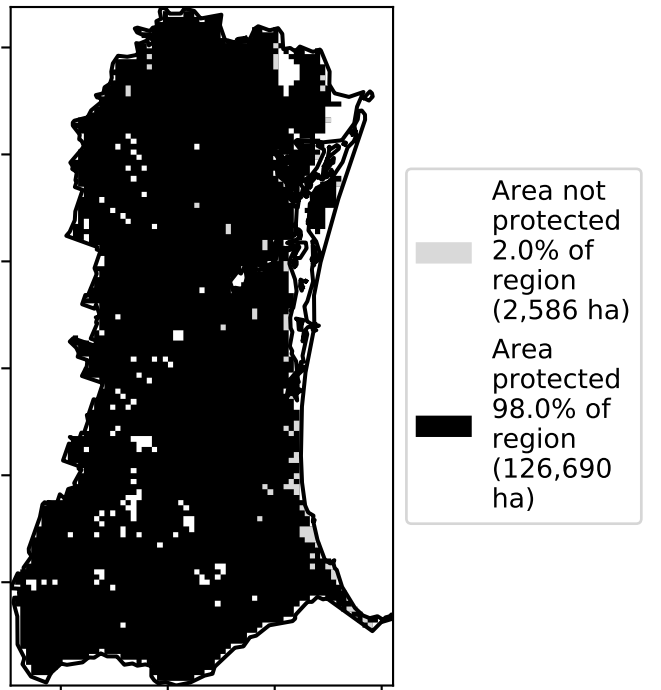 Area not
protected
2.0% of
region
(2,586 ha)
Area
protected
98.0% of
region
(126,690
ha)